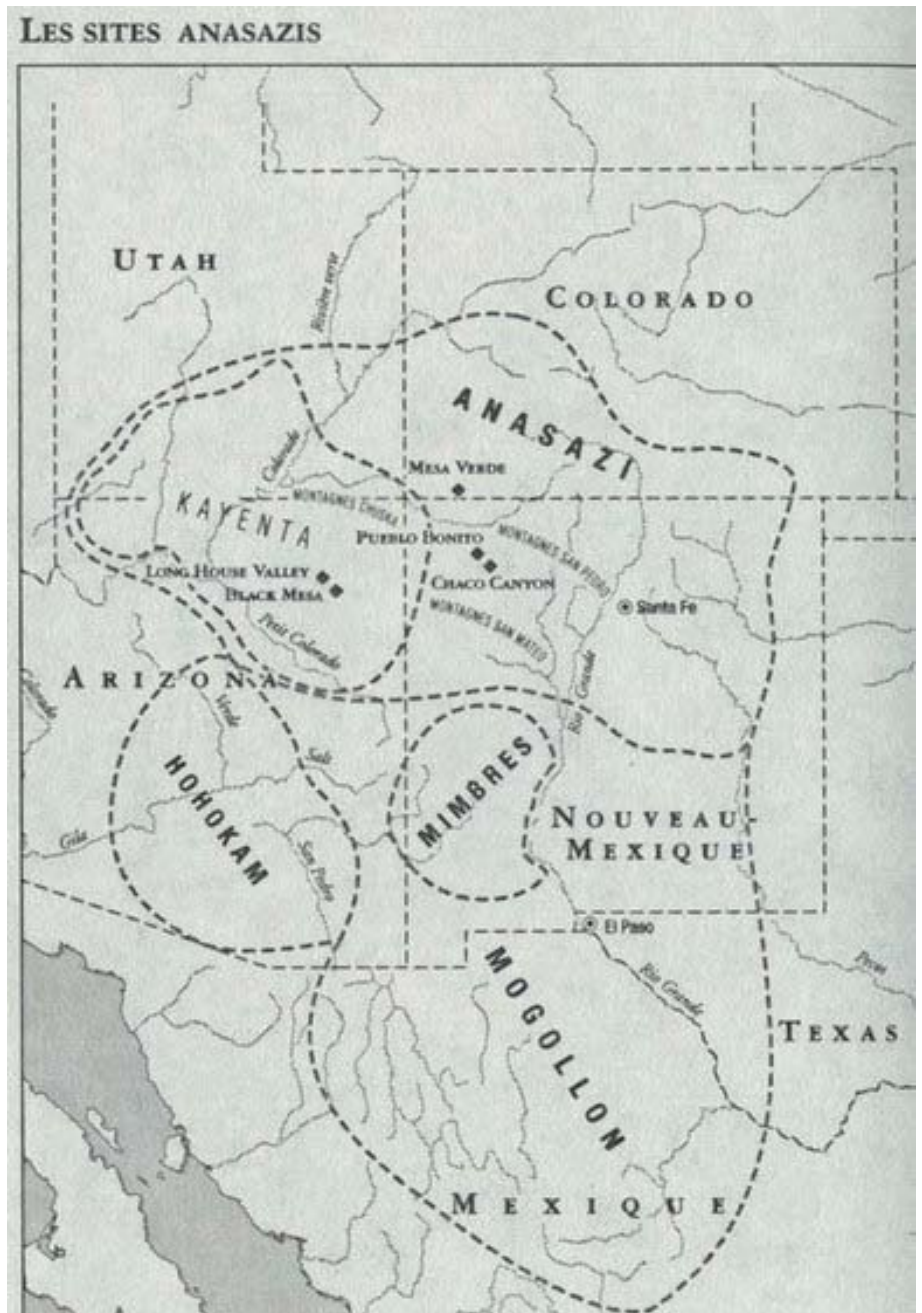 LES SITES ANASAZIS
UTAH
Rivière verte
COLORADO
ANASAZI
Colorado
MESA VERDE
KAYENTA
MONTAGNES CHUSKA
PUEBLO BONITO
MONTAGNES SAN PEDRO
LONG HOUSE VALLEY
BLACK MESA
CHACO CANYON
Santa Fe
MONTAGNES SAN MATEO
Petit Colorado
ARIZONA
Colorado
Verde
Rio Grande
Salt
HOHOKAM
MIMBRES
NOUVEAU-
MEXIQUE
Gila
San Pedro
El Paso
MOGOLLON
Rio Grande
Pecos
TEXAS
MEXIQUE